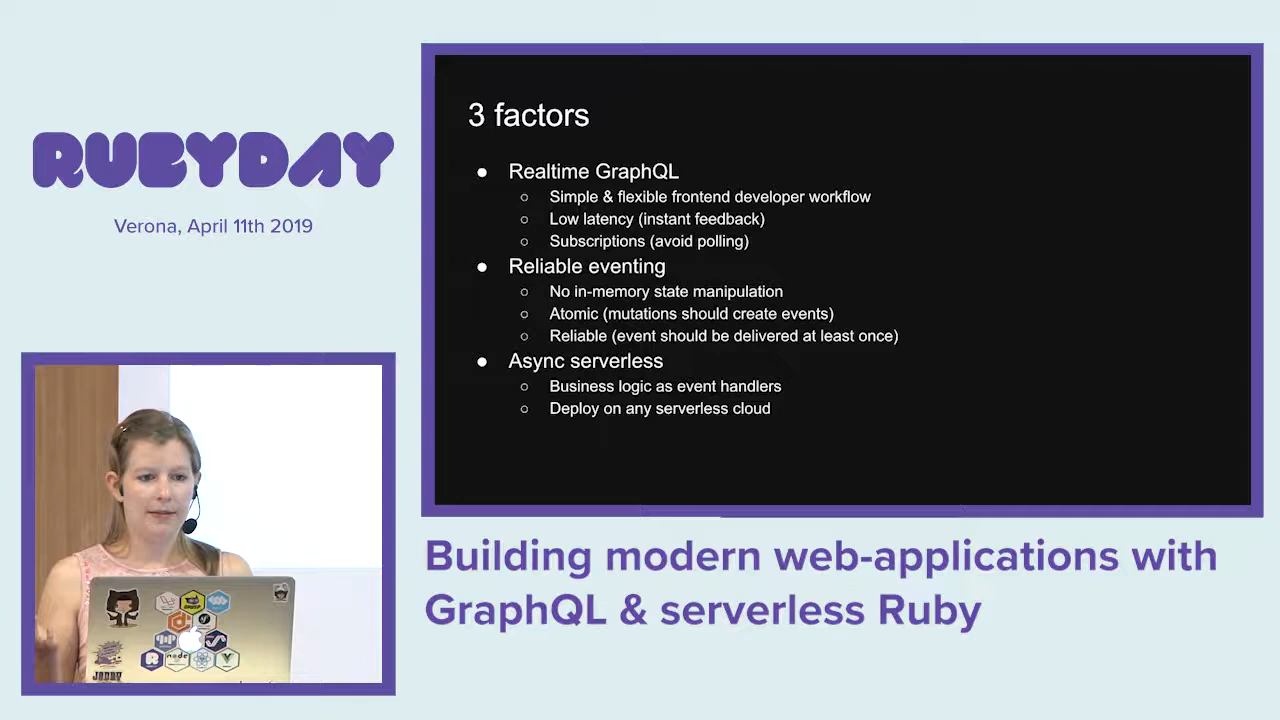 RUBYDAY
Verona, April 11th 2019
3 factors
● Realtime GraphQL
○ Simple & flexible frontend developer workflow
○ Low latency (instant feedback)
○ Subscriptions (avoid polling)
● Reliable eventing
○ No in-memory state manipulation
○ Atomic (mutations should create events)
○ Reliable (event should be delivered at least once)
● Async serverless
○ Business logic as event handlers
○ Deploy on any serverless cloud
Building modern web-applications with
GraphQL & serverless Ruby
node